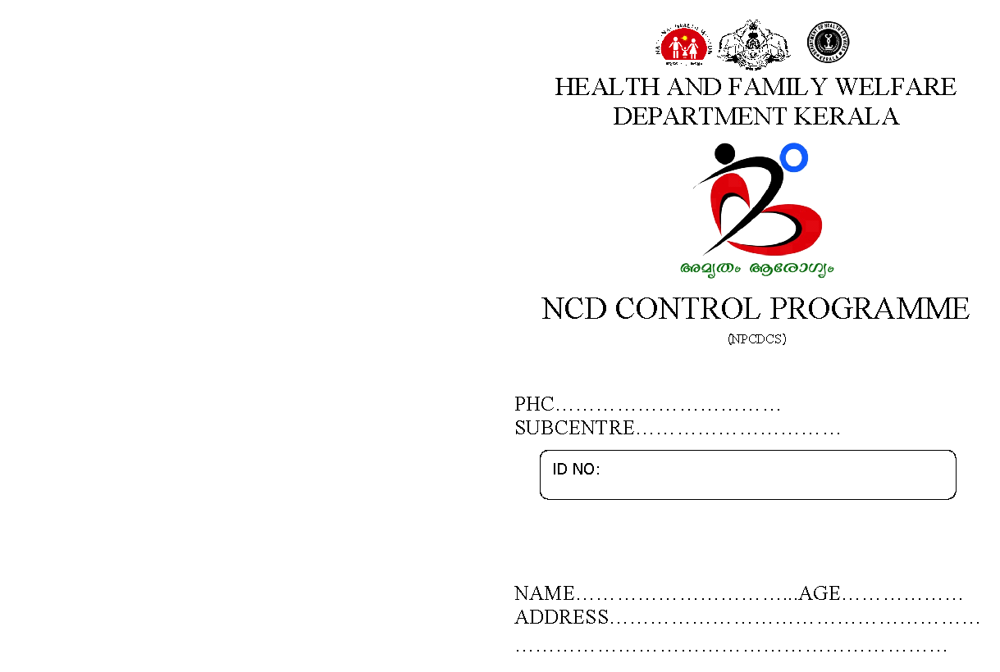 HEALTH AND FAMILY WELFARE
DEPARTMENT KERALA
അമൃതം ആരോഗ്യം
NCD CONTROL PROGRAMME
(NPCDCS)
PHC……………………………
SUBCENTRE…………………………
ID NO:
NAME…………………………...AGE………………
ADDRESS………………………………………………
………………………………………………………